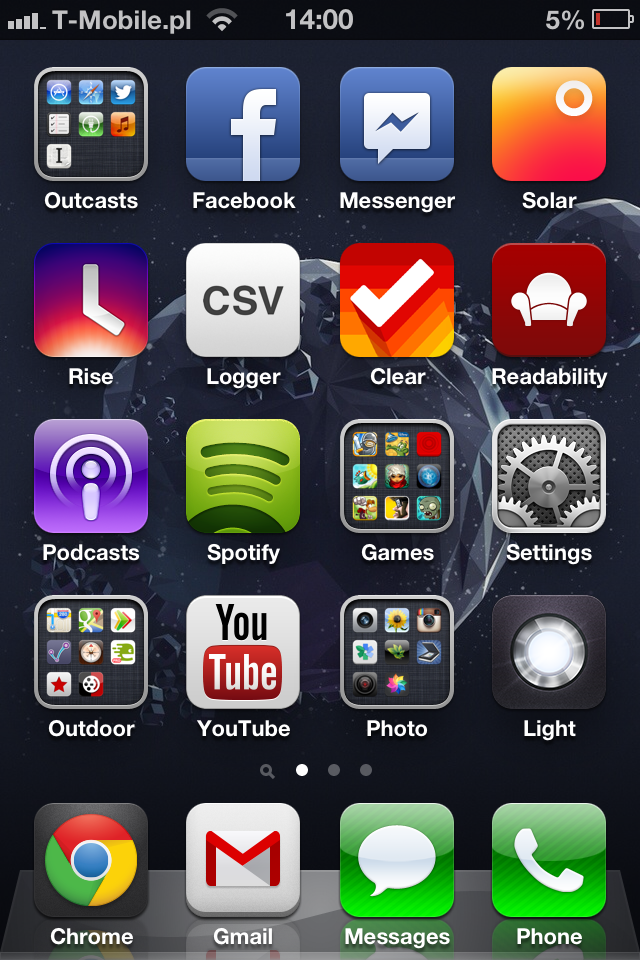 T-Mobile.pl 14:00 5%
Outcasts Facebook Messenger Solar
CSV
Rise Logger Clear Readability
Podcasts Spotify Games Settings
You
Tube
Outdoor YouTube Photo Light
Chrome Gmail Messages Phone